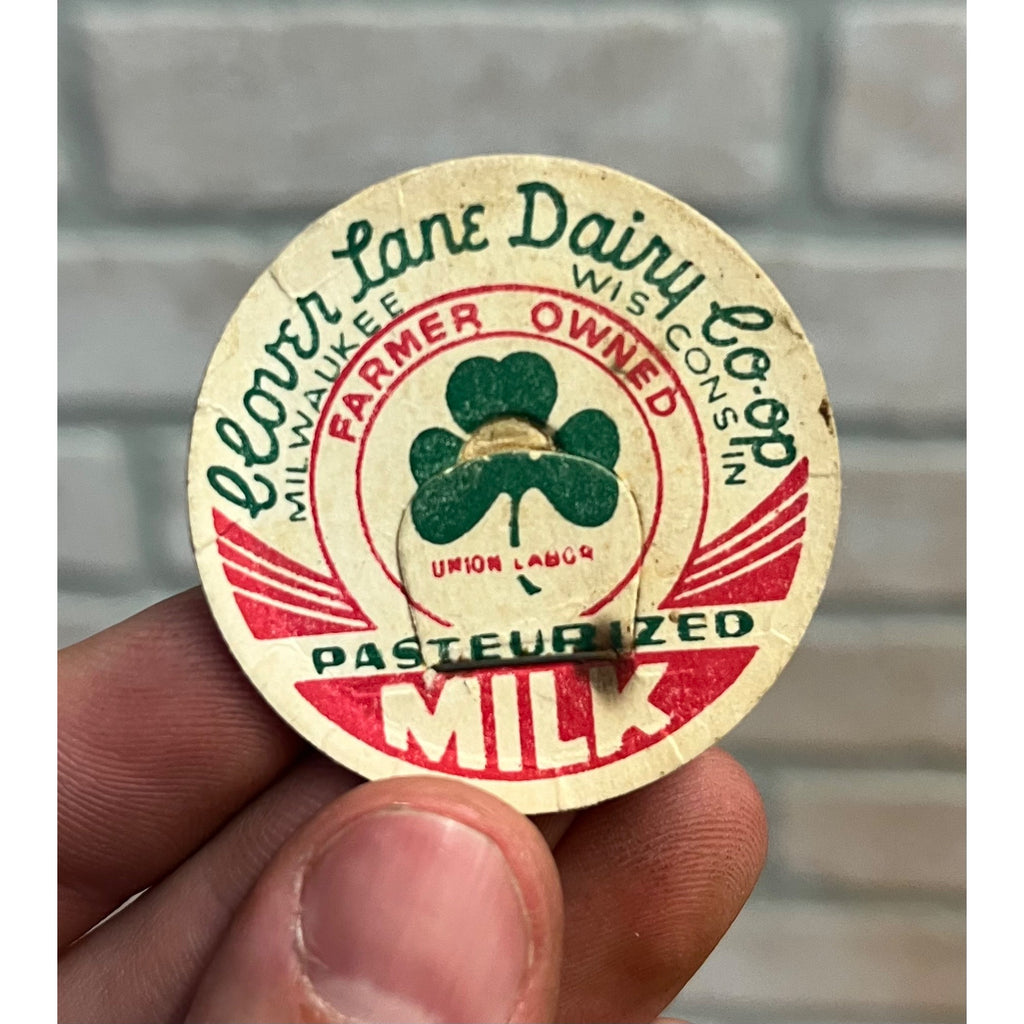 Clover Lane Dairy Co-op
MILWAUKEE WISCONSIN
FARMER OWNED
UNION LABOR
PASTEURIZED
MILK